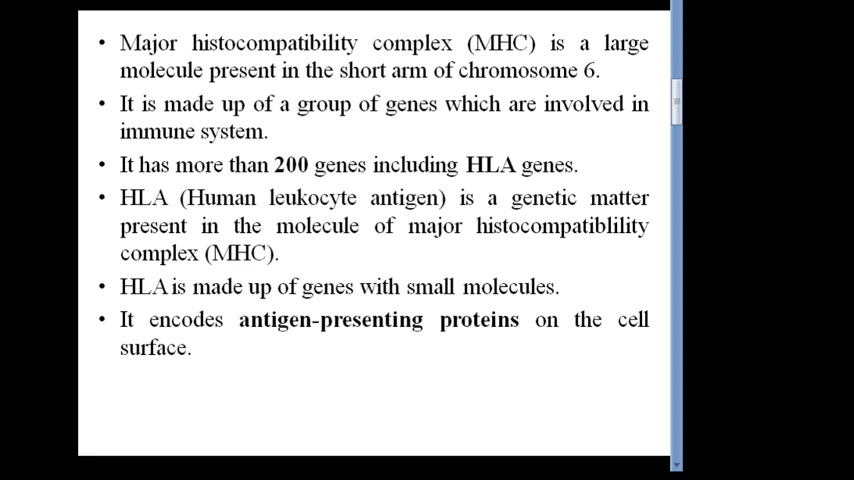 • Major histocompatibility complex (MHC) is a large
molecule present in the short arm of chromosome 6.
• It is made up of a group of genes which are involved in
immune system.
• It has more than 200 genes including HLA genes.
• HLA (Human leukocyte antigen) is a genetic matter
present in the molecule of major histocompatiblility
complex (MHC).
• HLA is made up of genes with small molecules.
• It encodes antigen-presenting proteins on the cell
surface.